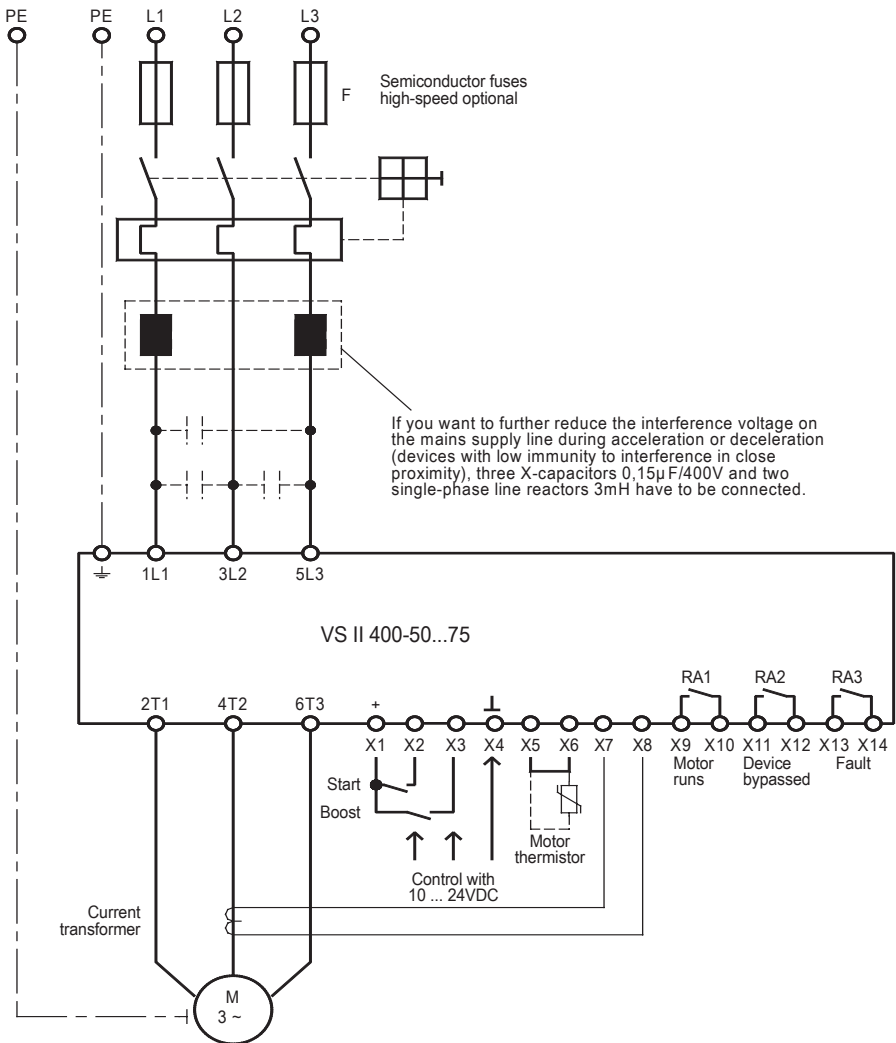 PE PE L1 L2 L3
F
Semiconductor fuses
high-speed optional
If you want to further reduce the interference voltage on
the mains supply line during acceleration or deceleration
(devices with low immunity to interference in close
proximity), three X-capacitors 0,15µF/400V and two
single-phase line reactors 3mH have to be connected.
1L1 3L2 5L3
VS II 400-50...75
RA1 RA2 RA3
2T1 4T2 6T3 +
X1 X2 X3 X4 X5 X6 X7 X8 X9 X10 X11 X12 X13 X14
Motor
runs
Device
bypassed
Fault
Start
Boost
Motor
thermistor
Control with
10 ... 24VDC
Current
transformer
M
3 ~